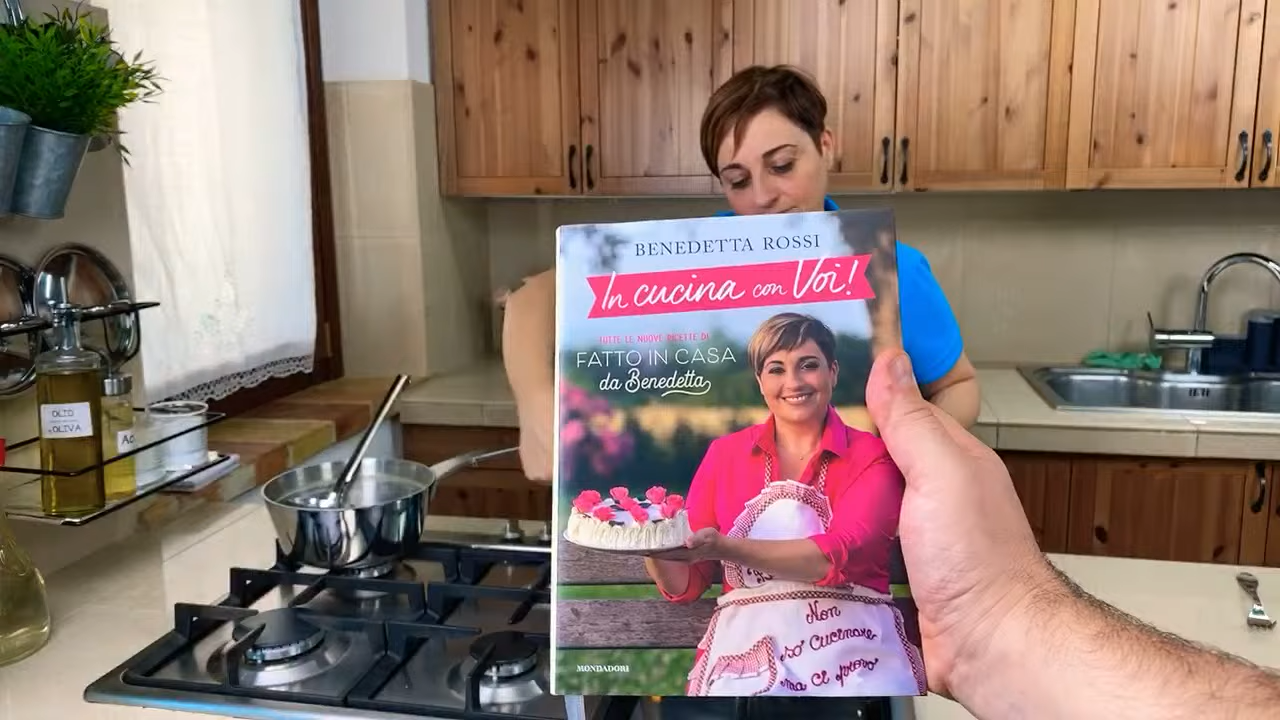 BENEDETTA ROSSI
In cucina con Voi!
TUTTE LE NUOVE RICETTE DI
FATTO IN CASA
da Benedetta
Non
so cucinare
ma ci provo
MONDADORI
OLIO
OLIVA